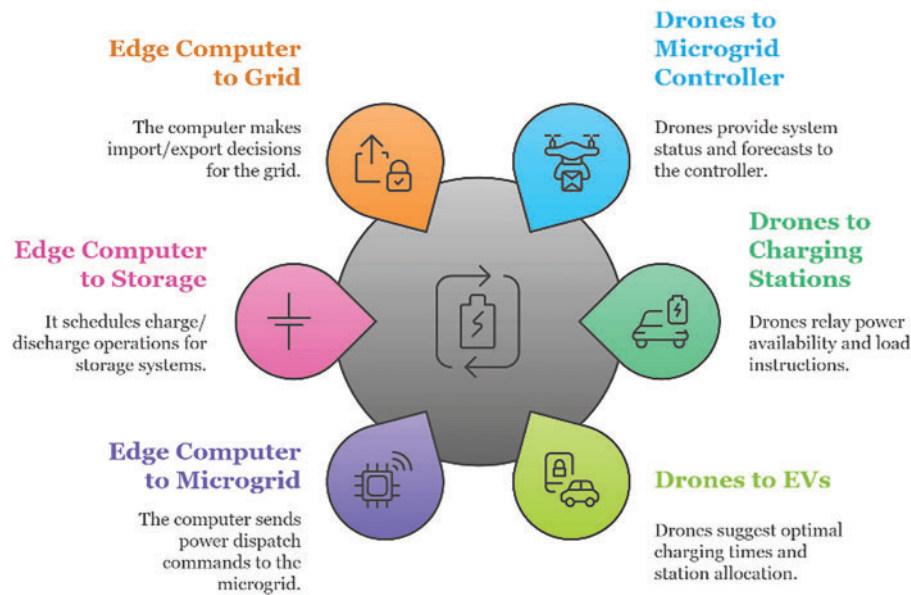 Edge Computer
to Grid
The computer makes
import/export decisions
for the grid.
Drones to
Microgrid
Controller
Drones provide system
status and forecasts to
the controller.
Edge Computer
to Storage
It schedules charge/
discharge operations for
storage systems.
Drones to
Charging
Stations
Drones relay power
availability and load
instructions.
Edge Computer
to Microgrid
The computer sends
power dispatch
commands to the
microgrid.
Drones to EVs
Drones suggest optimal
charging times and
station allocation.